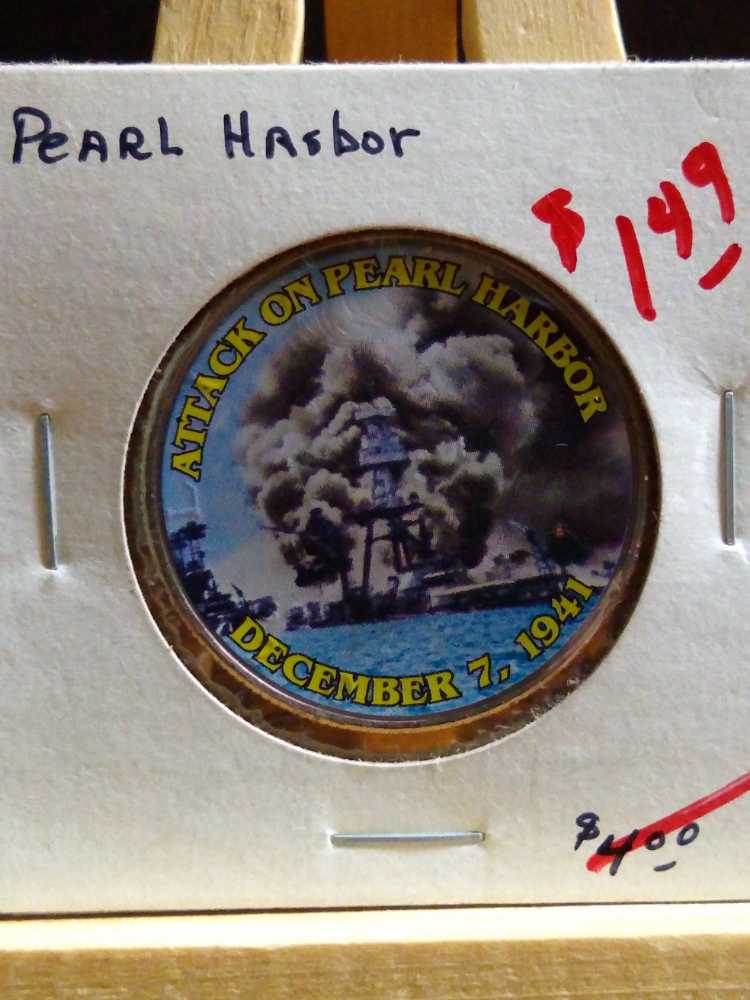 PeARL HARbor
$ 1.49
ATTACK ON PEARL HARBOR
DECEMBER 7, 1941
$4.00